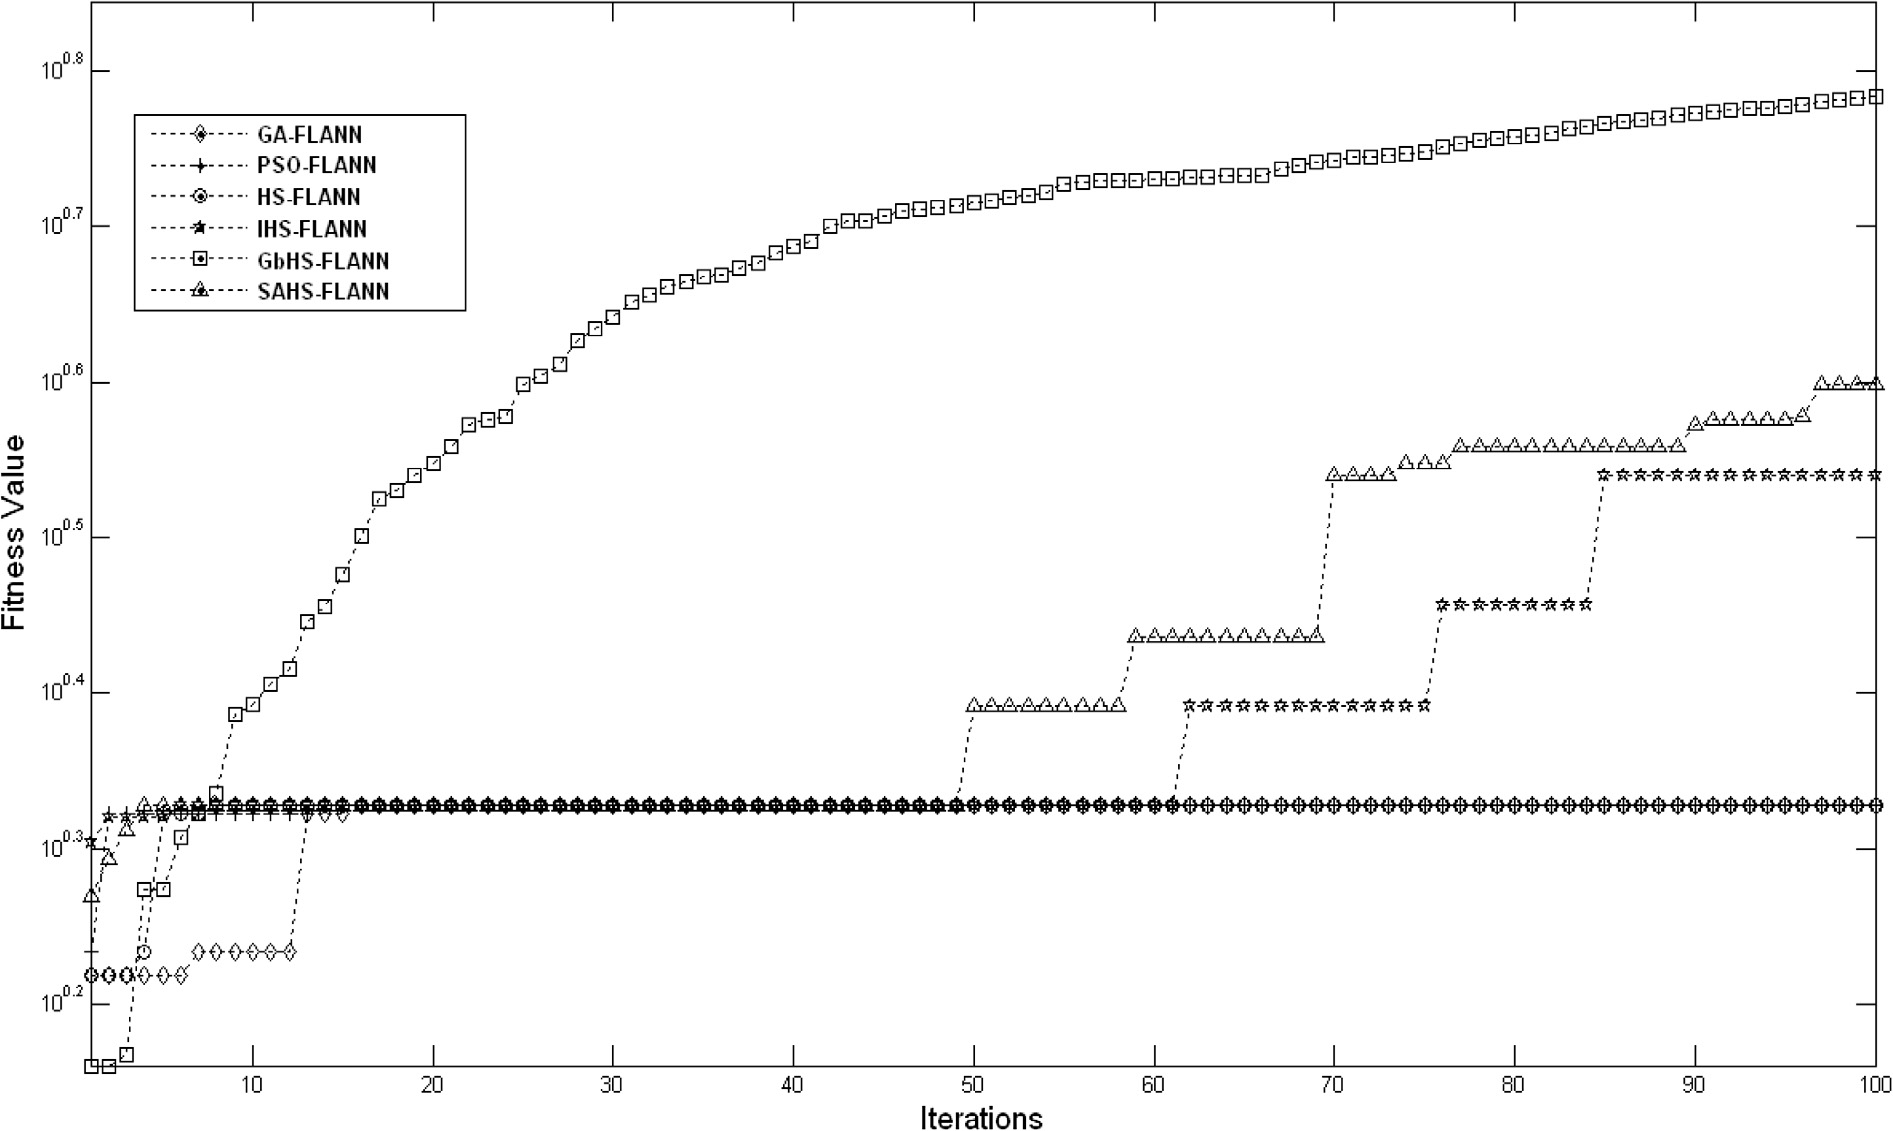 10^0.8
10^0.7
10^0.6
10^0.5
10^0.4
10^0.3
10^0.2
Fitness Value
GA-FLANN
PSO-FLANN
HS-FLANN
IHS-FLANN
GbHS-FLANN
SAHS-FLANN
10 20 30 40 50 60 70 80 90 100
Iterations